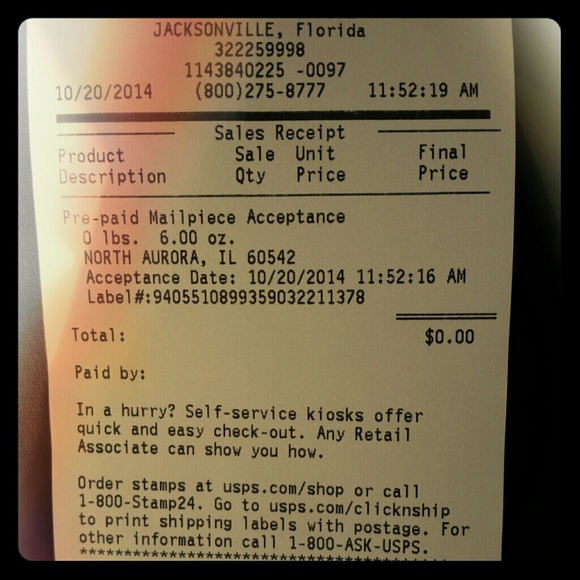 JACKSONVILLE, Florida
322259998
1143840225 -0097
10/20/2014 (800)275-8777 11:52:19 AM
Sales Receipt
Product Sale Unit Final
Description Qty Price Price
Pre-paid Mailpiece Acceptance
0 lbs. 6.00 oz.
NORTH AURORA, IL 60542
Acceptance Date: 10/20/2014 11:52:16 AM
Label#:9405510899359032211378
Total: $0.00
Paid by:
In a hurry? Self-service kiosks offer
quick and easy check-out. Any Retail
Associate can show you how.
Order stamps at usps.com/shop or call
1-800-Stamp24. Go to usps.com/clicknship
to print shipping labels with postage. For
other information call 1-800-ASK-USPS.
****************************************